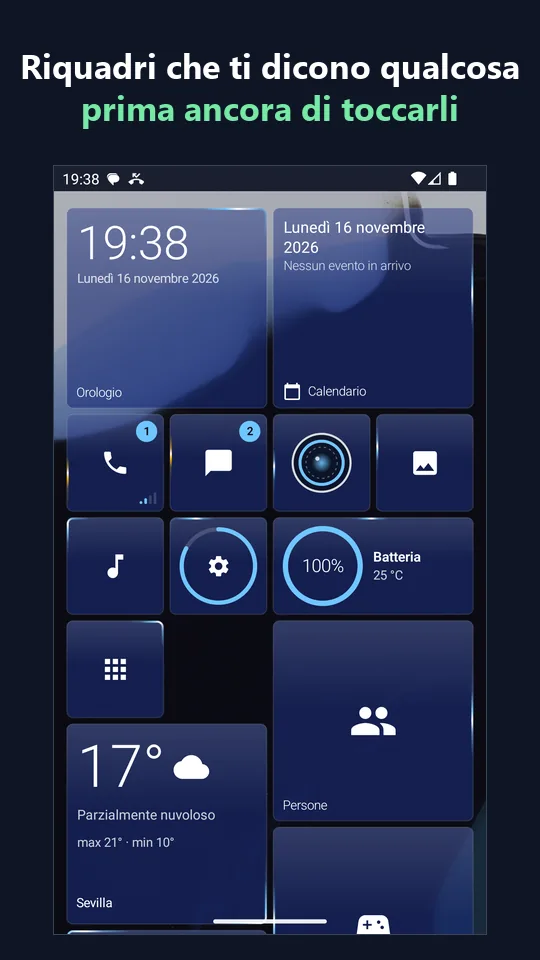 Riquadri che ti dicono qualcosa
prima ancora di toccarli
19:38
19:38
Lunedì 16 novembre 2026
Orologio
Lunedì 16 novembre
2026
Nessun evento in arrivo
Calendario
1
2
100%
Batteria
25 °C
17°
Parzialmente nuvoloso
max 21° · min 10°
Sevilla
Persone